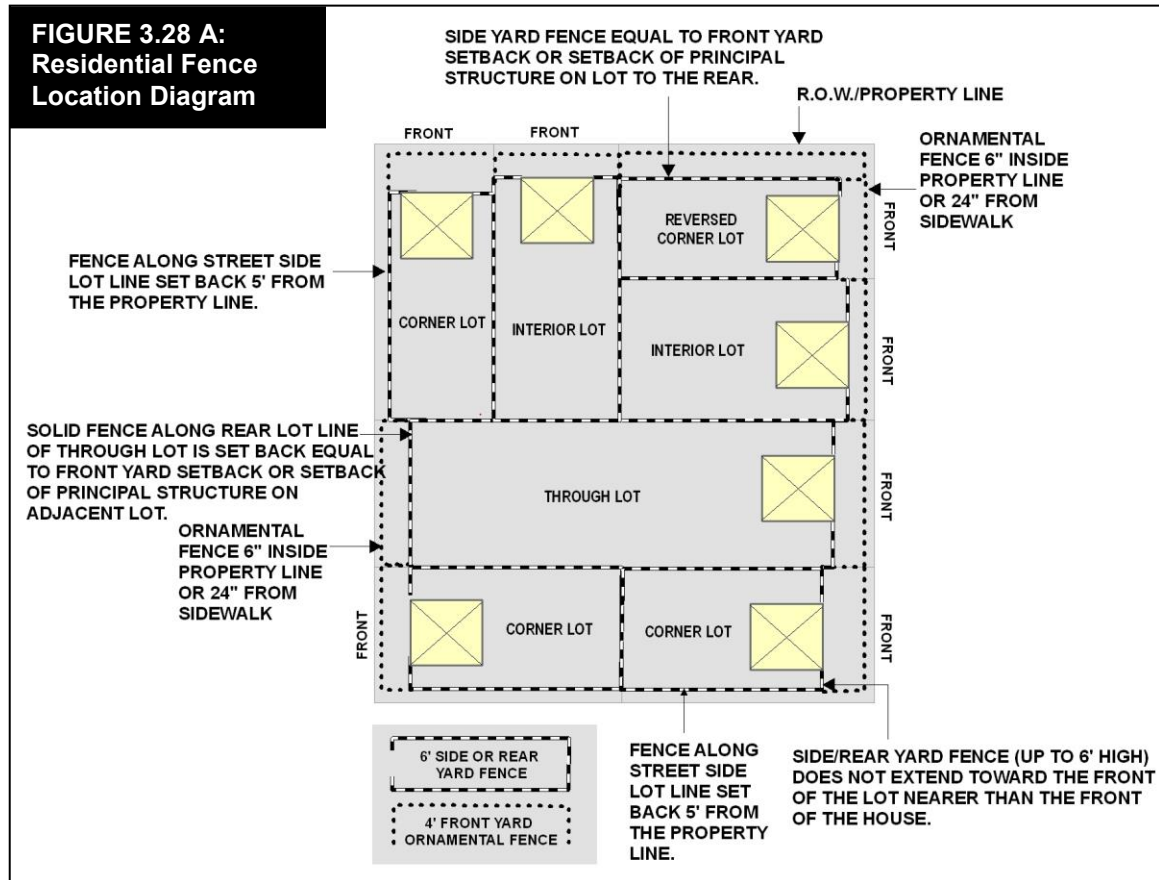 FIGURE 3.28 A:
Residential Fence
Location Diagram
SIDE YARD FENCE EQUAL TO FRONT YARD
SETBACK OR SETBACK OF PRINCIPAL
STRUCTURE ON LOT TO THE REAR.
R.O.W./PROPERTY LINE
FRONT
FRONT
ORNAMENTAL
FENCE 6" INSIDE
PROPERTY LINE
OR 24" FROM
SIDEWALK
REVERSED
CORNER LOT
FRONT
FENCE ALONG STREET SIDE
LOT LINE SET BACK 5' FROM
THE PROPERTY LINE.
CORNER LOT
INTERIOR LOT
INTERIOR LOT
FRONT
SOLID FENCE ALONG REAR LOT LINE
OF THROUGH LOT IS SET BACK EQUAL
TO FRONT YARD SETBACK OR SETBACK
OF PRINCIPAL STRUCTURE ON
ADJACENT LOT.
THROUGH LOT
FRONT
ORNAMENTAL
FENCE 6" INSIDE
PROPERTY LINE
OR 24" FROM
SIDEWALK
FRONT
CORNER LOT
CORNER LOT
FRONT
6' SIDE OR REAR
YARD FENCE
4' FRONT YARD
ORNAMENTAL FENCE
FENCE ALONG
STREET SIDE
LOT LINE SET
BACK 5' FROM
THE PROPERTY
LINE.
SIDE/REAR YARD FENCE (UP TO 6' HIGH)
DOES NOT EXTEND TOWARD THE FRONT
OF THE LOT NEARER THAN THE FRONT
OF THE HOUSE.